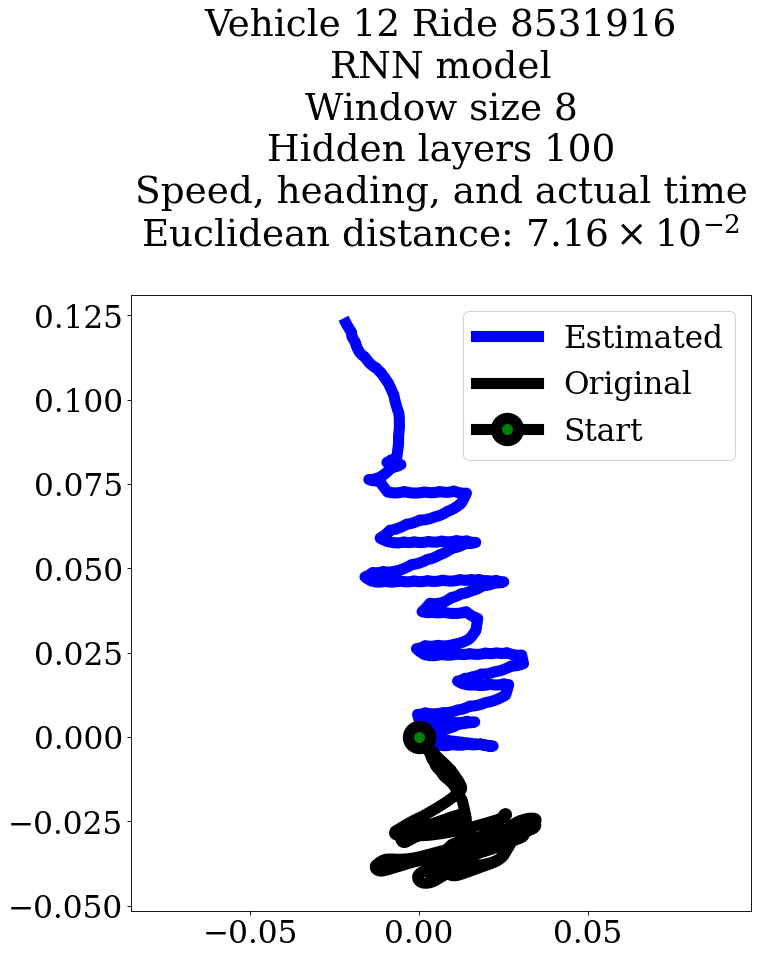 Vehicle 12 Ride 8531916
RNN model
Window size 8
Hidden layers 100
Speed, heading, and actual time
Euclidean distance: 7.16 × 10⁻²
0.125
0.100
0.075
0.050
0.025
0.000
−0.025
−0.050
Estimated
Original
Start
−0.05 0.00 0.05